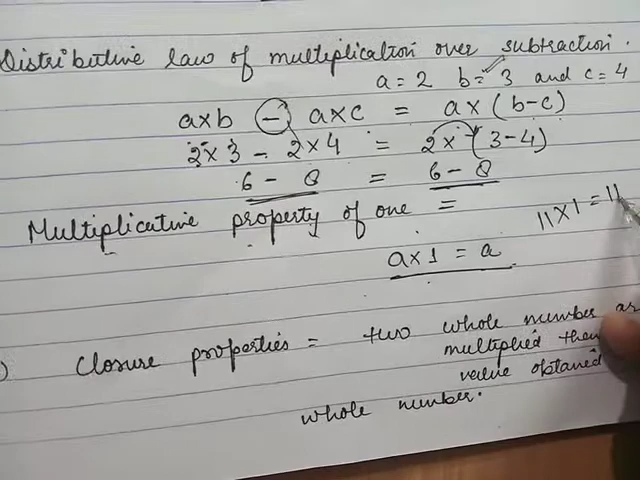 Distributive law of multiplication over subtraction.
a = 2 b = 3 and c = 4
a×b − a×c = a×(b−c)
2×3 − 2×4 = 2×(3−4)
6 − 8 = 6 − 8
Multiplicative property of one =
11×1=11
a×1 = a
) Closure properties = two whole number ar
multiplied then
value obtained
whole number.